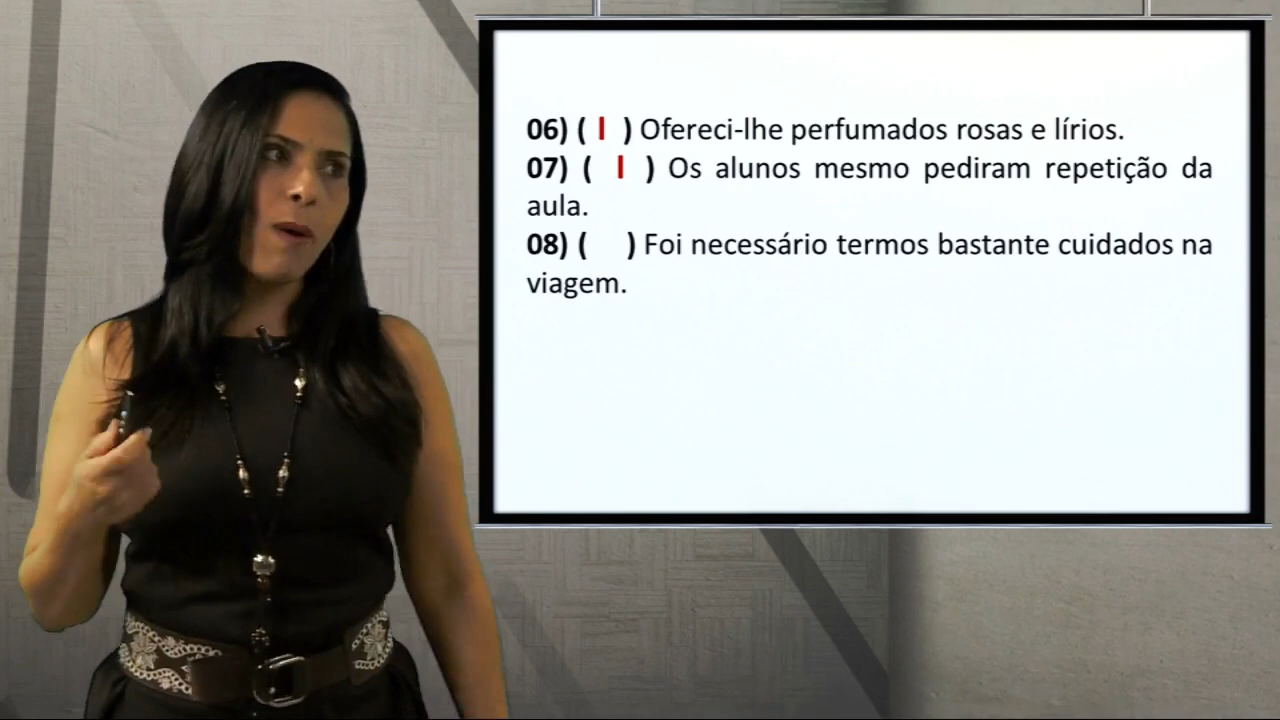 06) ( I ) Ofereci-lhe perfumados rosas e lírios.
07) ( I ) Os alunos mesmo pediram repetição da
aula.
08) ( ) Foi necessário termos bastante cuidados na
viagem.